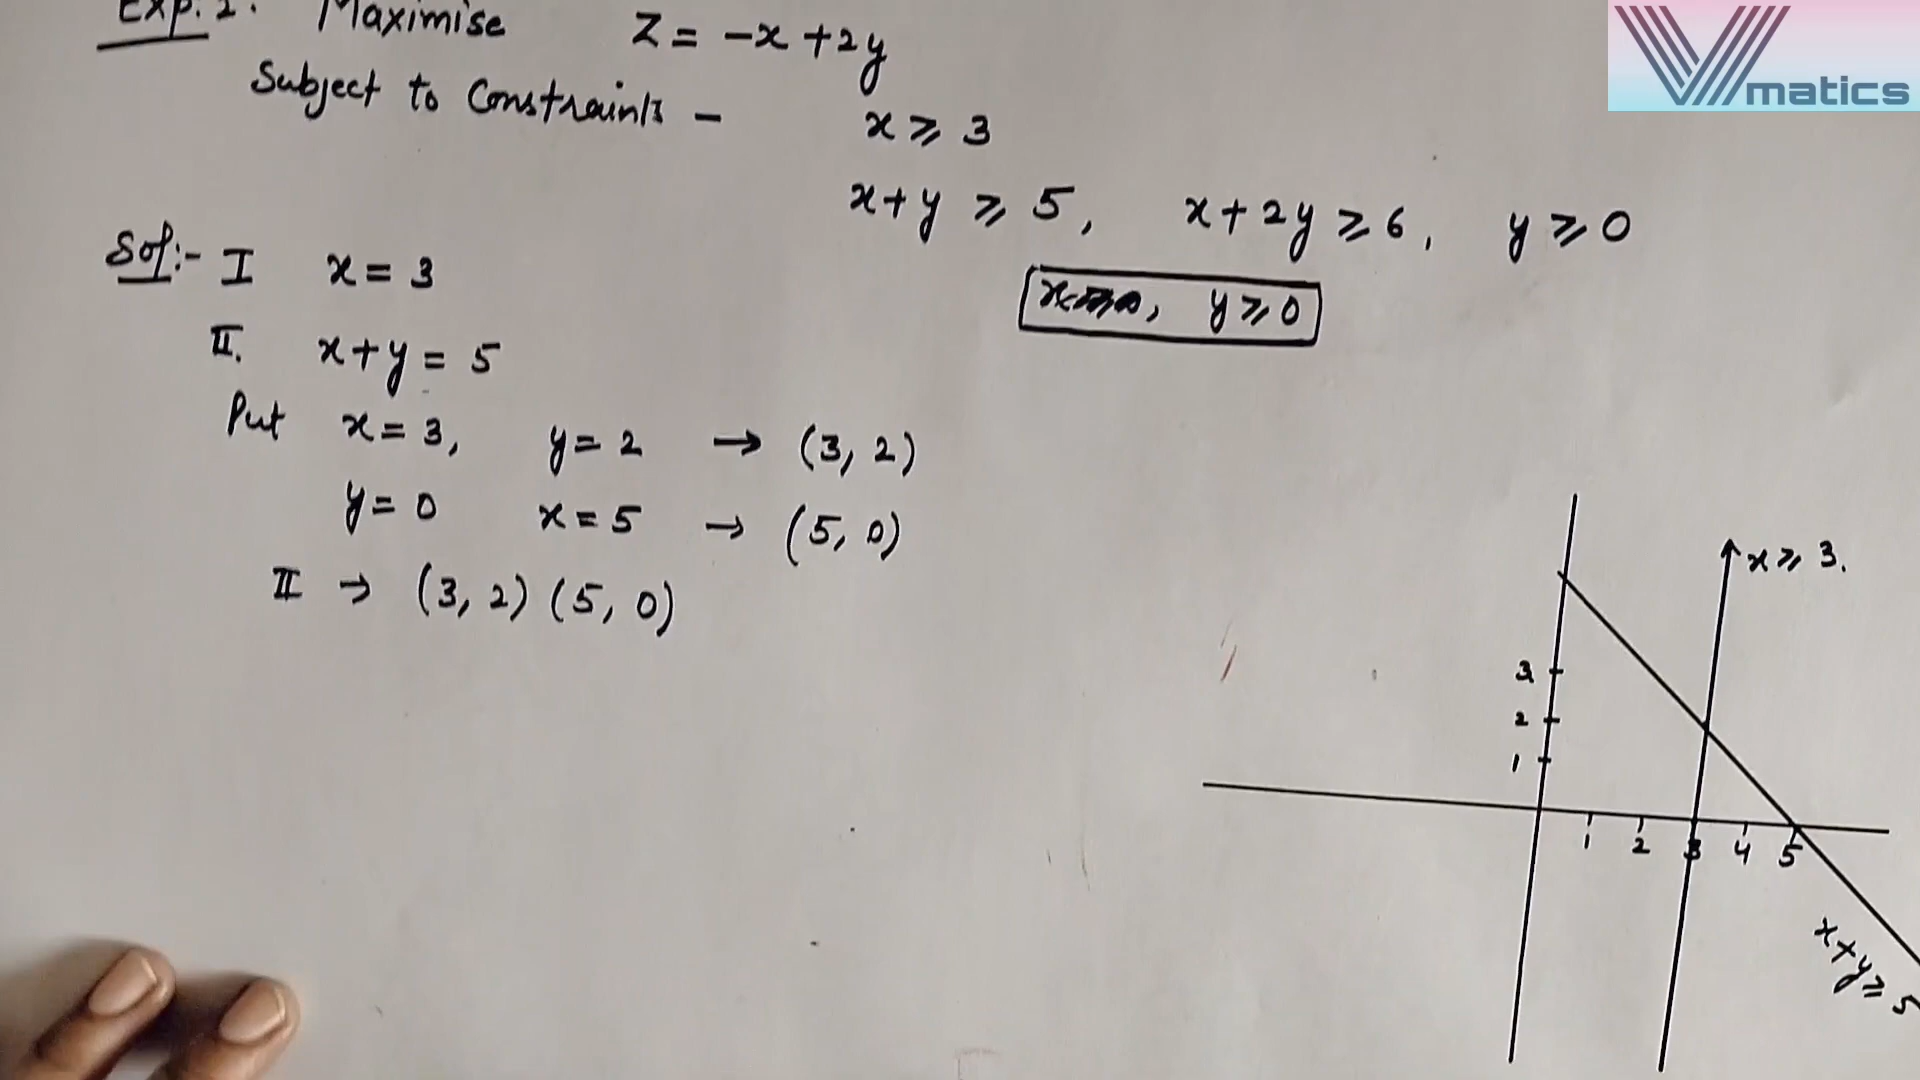 Exp. 2. Maximise Z = -x + 2y
Subject to Constraints - x ≥ 3
x + y ≥ 5, x + 2y ≥ 6, y ≥ 0
y ≥ 0
Sol:- I x = 3
II. x + y = 5
Put x = 3, y = 2 → (3, 2)
y = 0 x = 5 → (5, 0)
II → (3, 2) (5, 0)
x ≥ 3.
3
2
1
1 2 3 4 5
x + y ≥ 5
Vmatics